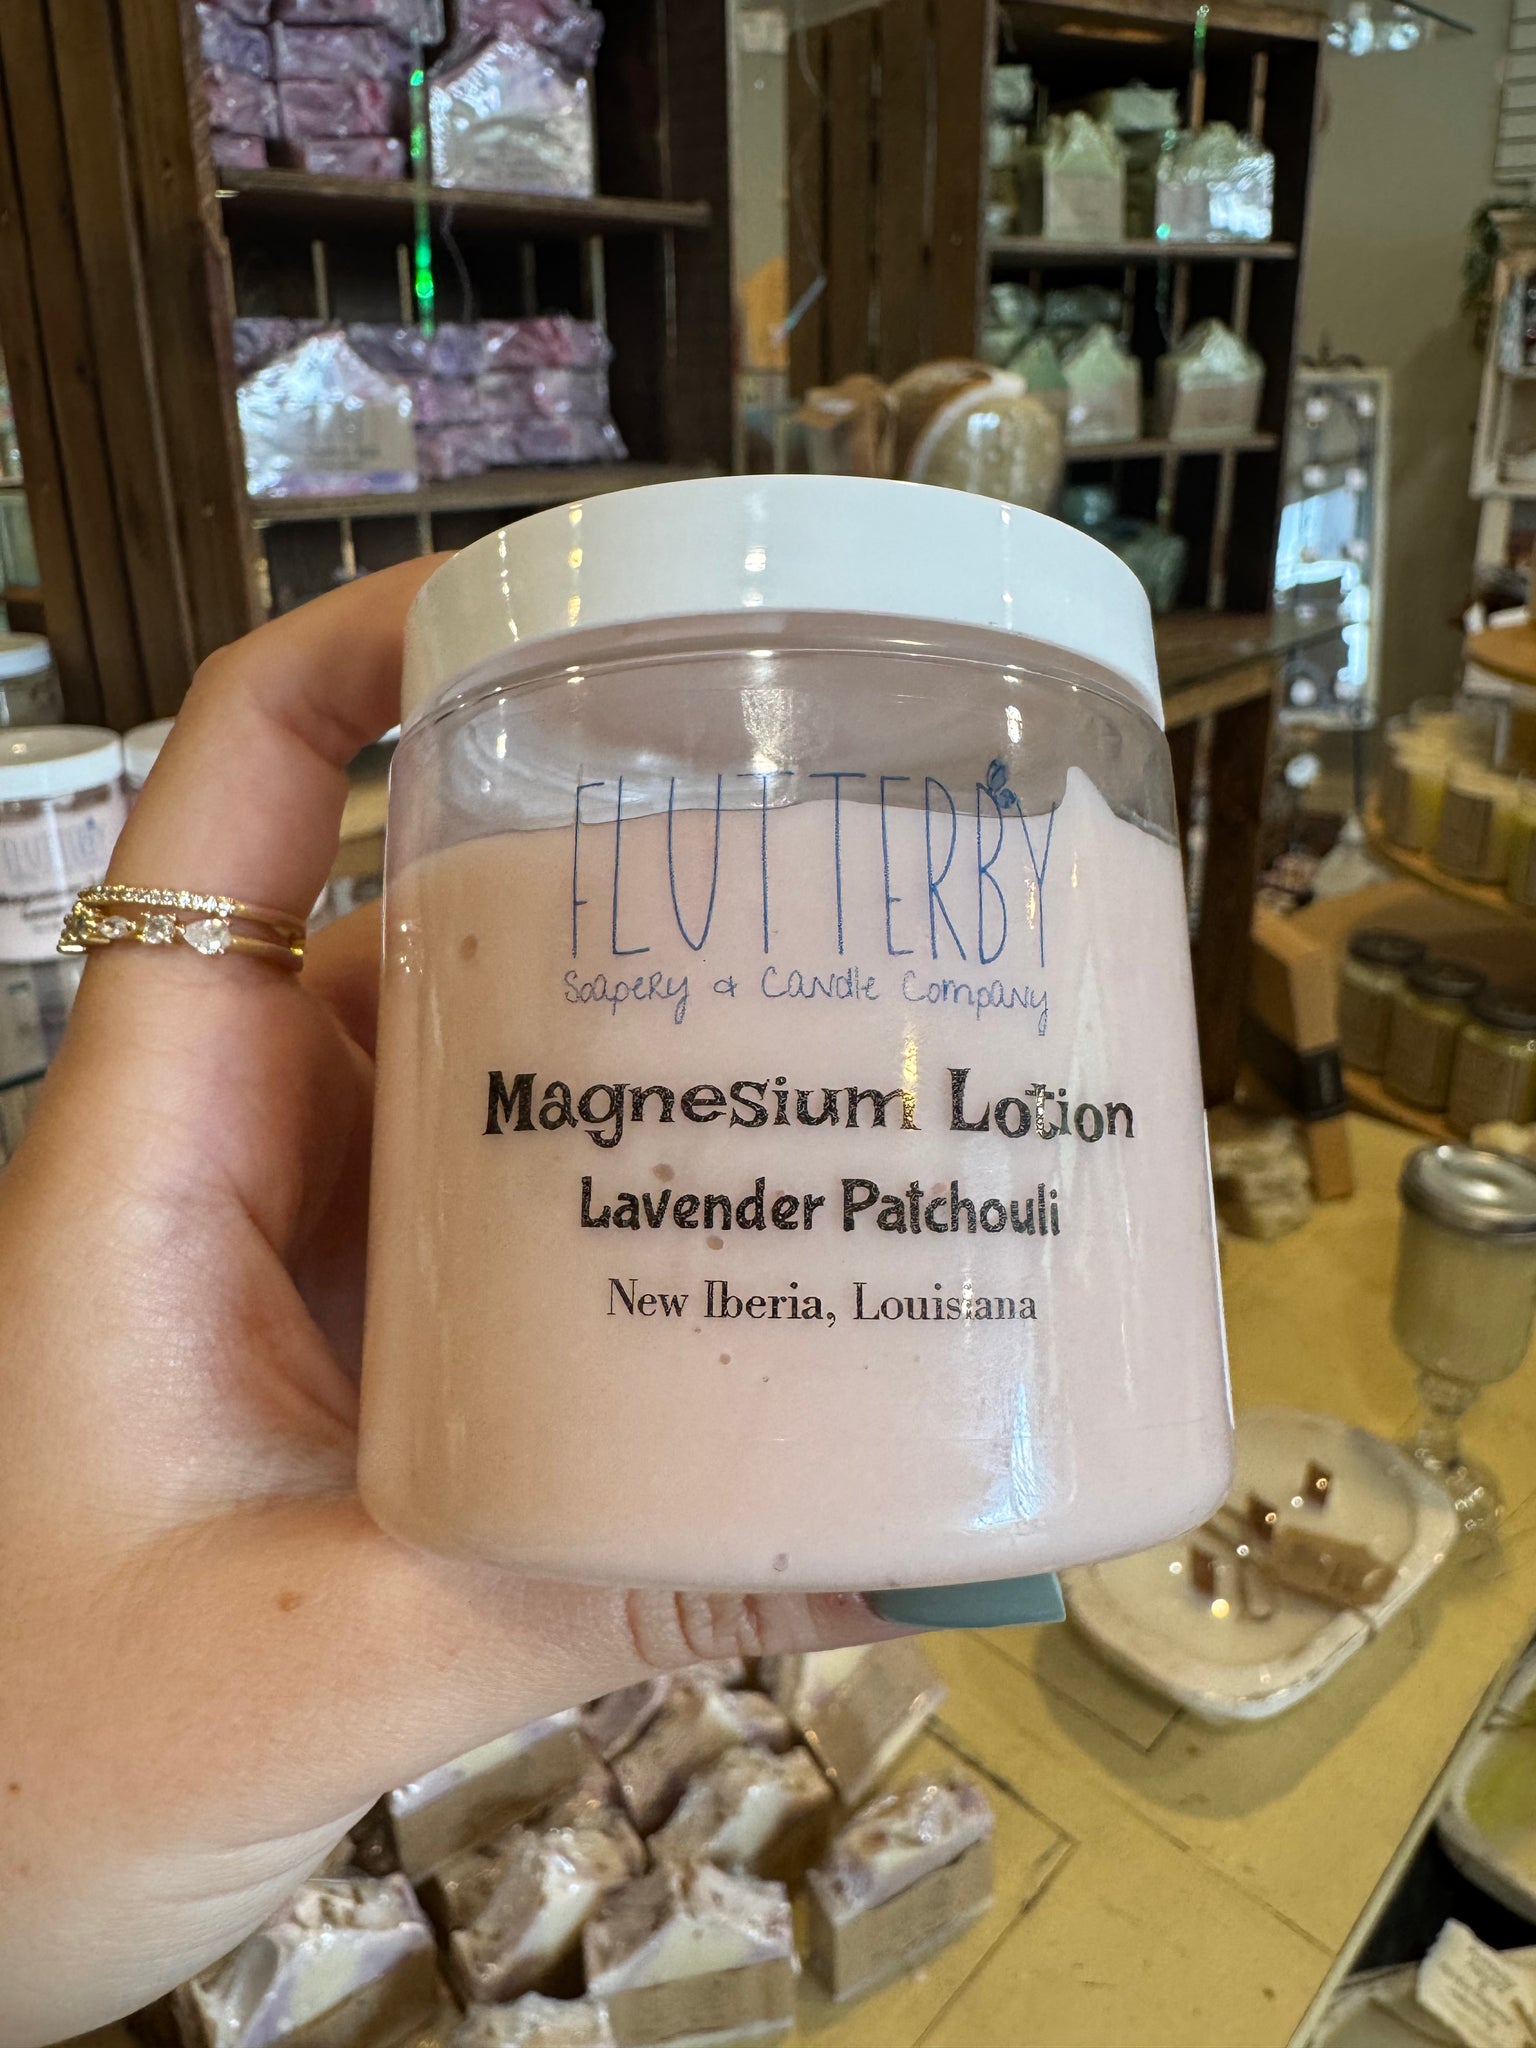 FLUTTERBY
Soapery & Candle Company
Magnesium Lotion
Lavender Patchouli
New Iberia, Louisiana